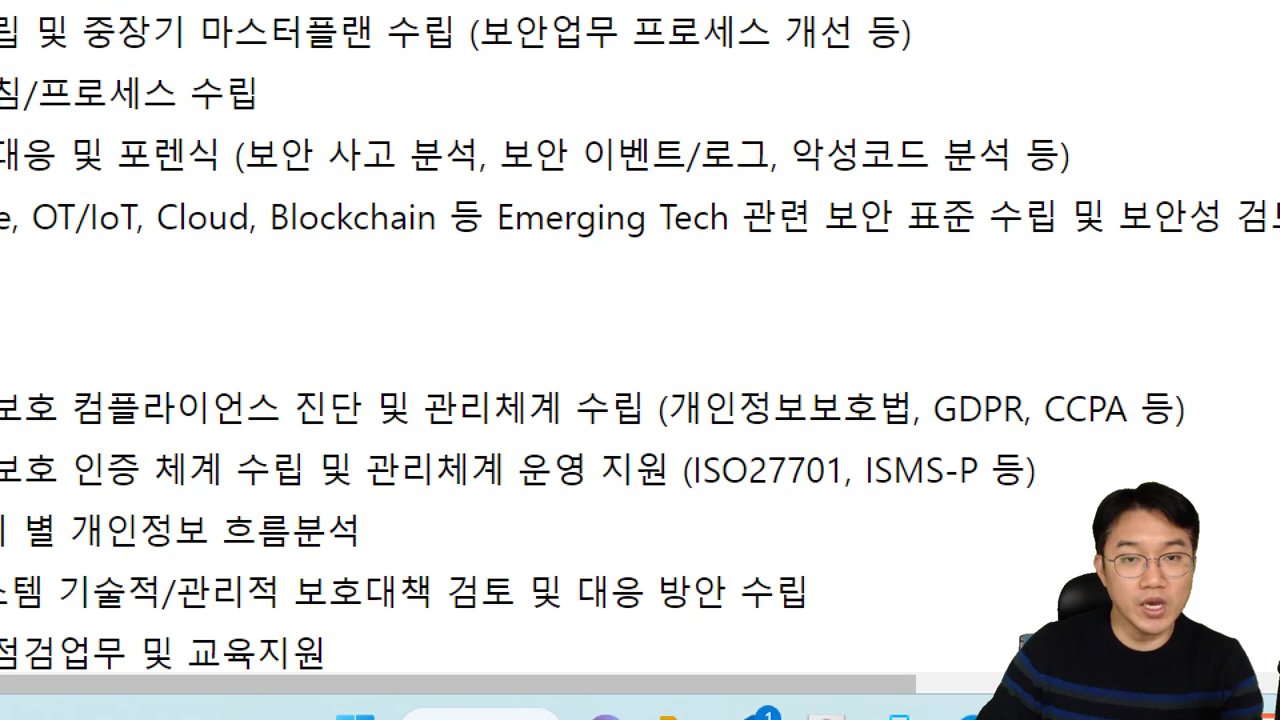 및 중장기 마스터플랜 수립 (보안업무 프로세스 개선 등)
침/프로세스 수립
대응 및 포렌식 (보안 사고 분석, 보안 이벤트/로그, 악성코드 분석 등)
e, OT/IoT, Cloud, Blockchain 등 Emerging Tech 관련 보안 표준 수립 및 보안성
보호 컴플라이언스 진단 및 관리체계 수립 (개인정보보호법, GDPR, CCPA 등)
보호 인증 체계 수립 및 관리체계 운영 지원 (ISO27701, ISMS-P 등)
별 개인정보 흐름분석
스템 기술적/관리적 보호대책 검토 및 대응 방안 수립
점검업무 및 교육지원
1